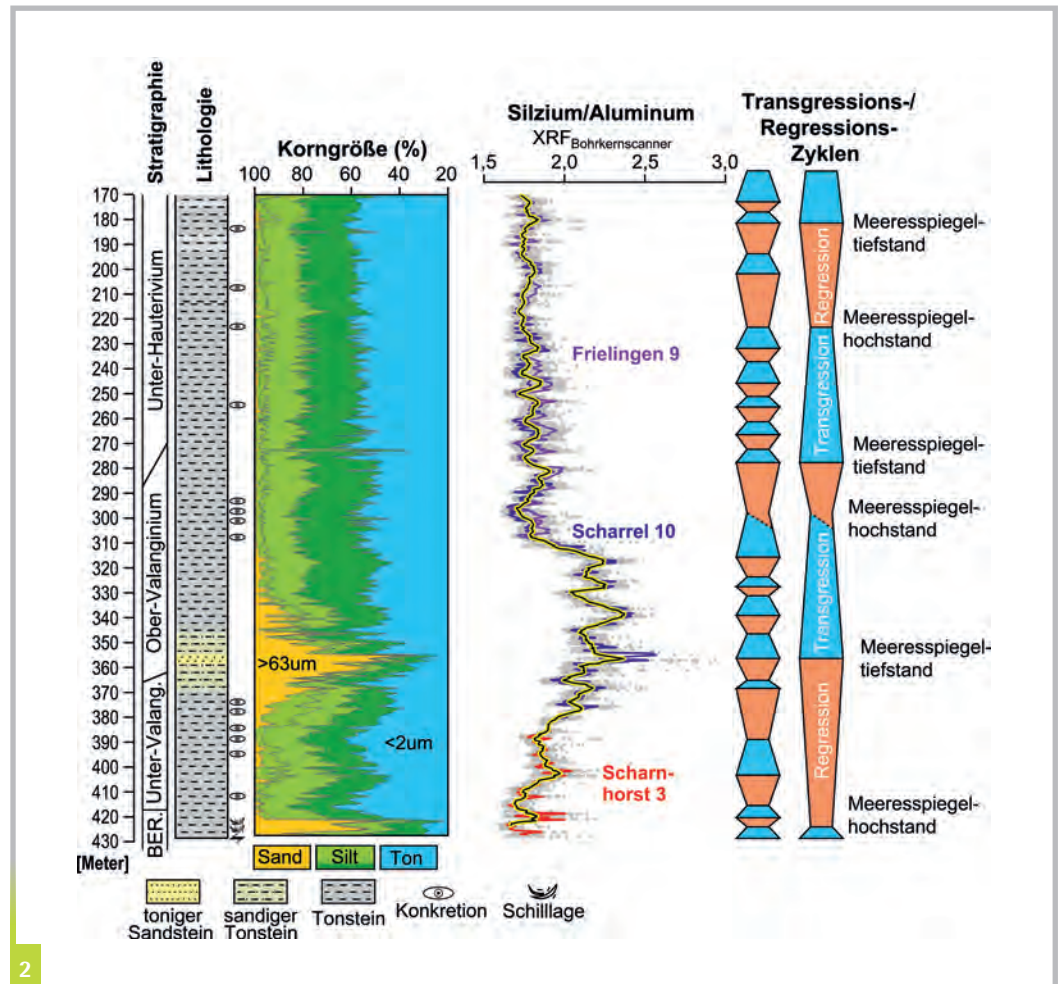 Stratigraphie
Lithologie
Korngröße (%)
100 80 60 40 20
Silzium/Aluminum
XRF Bohrkernscanner
1,5 2,0 2,5 3,0
Transgressions-/
Regressions-
Zyklen
170
180
190
200
210
220
230
240
250
260
270
280
290
300
310
320
330
340
350
360
370
380
390
400
410
420
430
[Meter]
Unter-Hauterivium
Ober-Valanginium
Unter-Valang.
BER.
>63um
<2um
Sand
Silt
Ton
Frielingen 9
Scharrel 10
Scharn-
horst 3
Regression
Transgression
Transgression
Regression
Meeresspiegel-
tiefstand
Meeresspiegel-
hochstand
Meeresspiegel-
tiefstand
Meeresspiegel-
hochstand
Meeresspiegel-
tiefstand
Meeresspiegel-
hochstand
toniger
Sandstein
sandiger
Tonstein
Tonstein
Konkretion
Schilllage
2